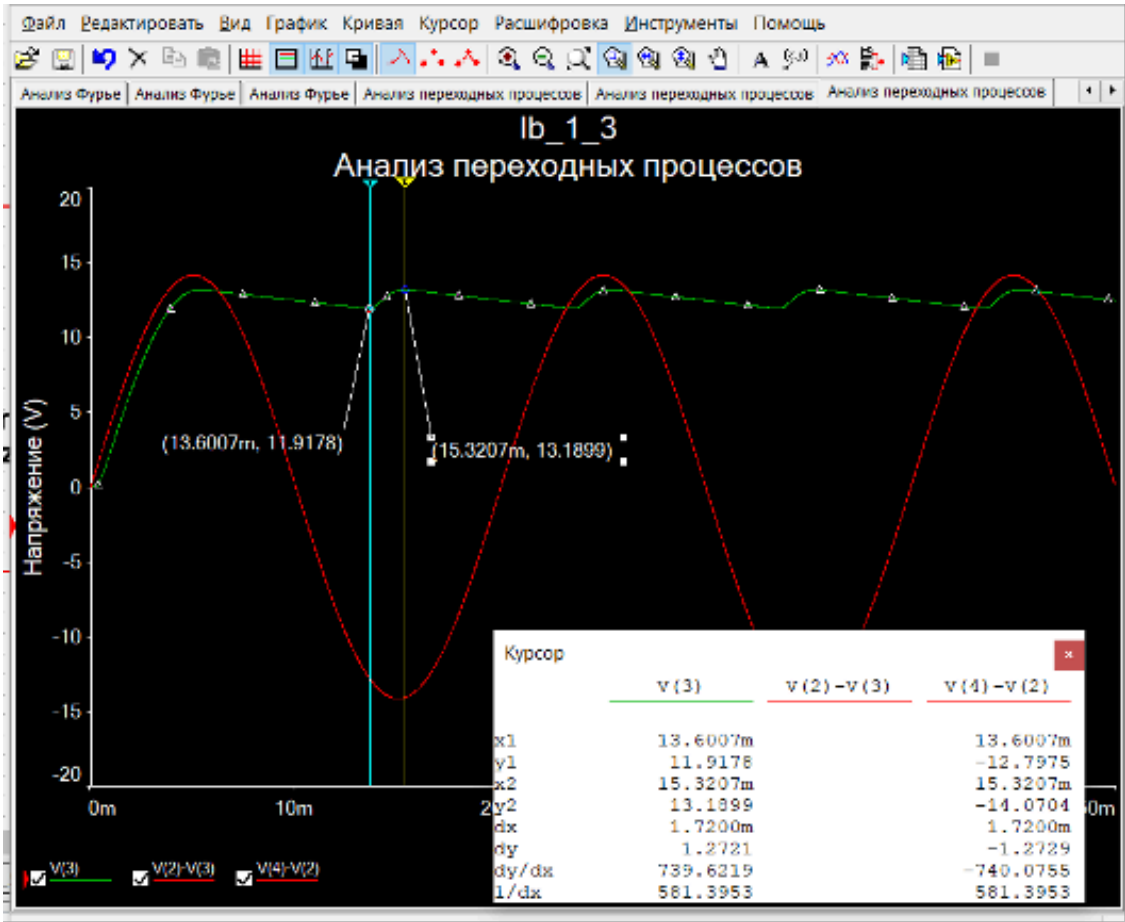 Файл Редактировать Вид График Кривая Курсор Расшифровка Инструменты Помощь
Анализ Фурье Анализ Фурье Анализ Фурье Анализ переходных процессов Анализ переходных процессов Анализ переходных процессов
lb_1_3
Анализ переходных процессов
20
15
10
5
0
-5
-10
-15
-20
Напряжение (V)
(13.6007m, 11.9178)
(15.3207m, 13.1899)
0m 10m 2 0m
Курсор
V(3) V(2)-V(3) V(4)-V(2)
x1 13.6007m 13.6007m
y1 11.9178 -12.7975
x2 15.3207m 15.3207m
y2 13.1899 -14.0704
dx 1.7200m 1.7200m
dy 1.2721 -1.2729
dy/dx 739.6219 -740.0755
1/dx 581.3953 581.3953
V(3) V(2)-V(3) V(4)-V(2)